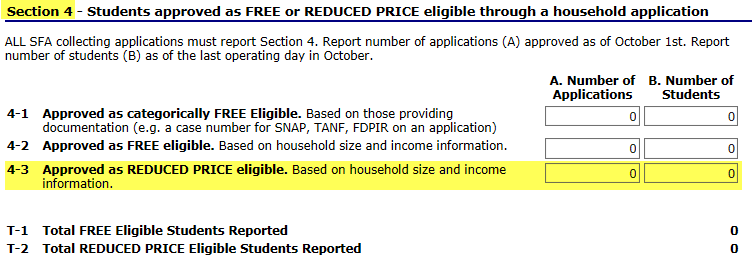 Section 4 - Students approved as FREE or REDUCED PRICE eligible through a household application
ALL SFA collecting applications must report Section 4. Report number of applications (A) approved as of October 1st. Report
number of students (B) as of the last operating day in October.
A. Number of Applications B. Number of Students
4-1 Approved as categorically FREE Eligible. Based on those providing
documentation (e.g. a case number for SNAP, TANF, FDPIR on an application) 0 0
4-2 Approved as FREE eligible. Based on household size and income information. 0 0
4-3 Approved as REDUCED PRICE eligible. Based on household size and income
information. 0 0
T-1 Total FREE Eligible Students Reported 0
T-2 Total REDUCED PRICE Eligible Students Reported 0